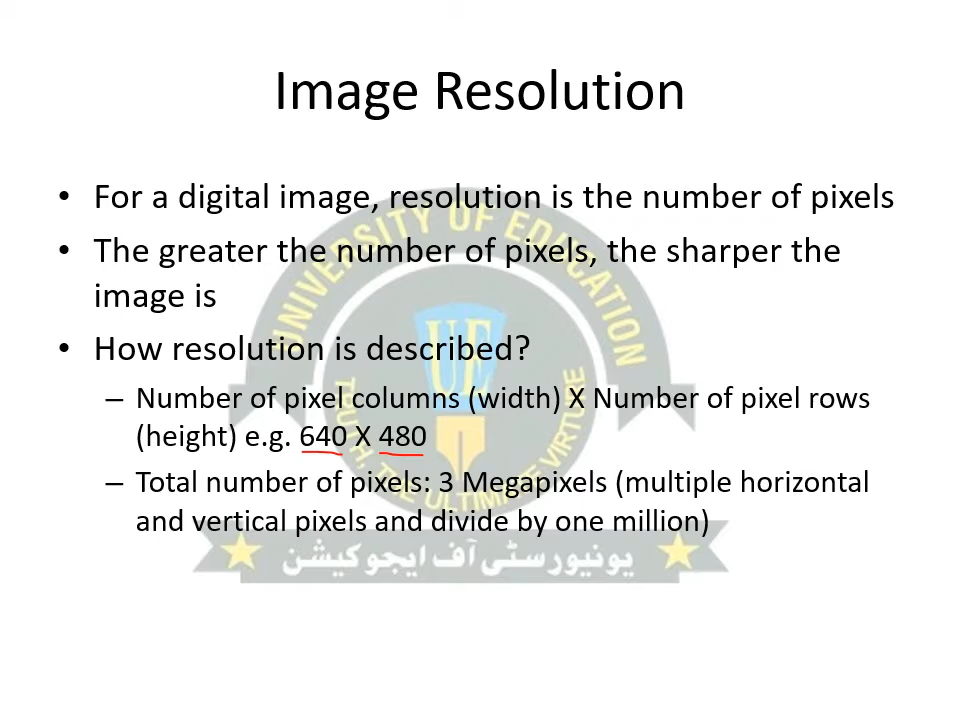 Image Resolution
• For a digital image, resolution is the number of pixels
• The greater the number of pixels, the sharper the
image is
• How resolution is described?
– Number of pixel columns (width) X Number of pixel rows
(height) e.g. 640 X 480
– Total number of pixels: 3 Megapixels (multiple horizontal
and vertical pixels and divide by one million)
UNIVERSITY OF EDUCATION
UE
TRUTH, THE ULTIMATE VIRTUE
یونیورسٹی آف ایجوکیشن